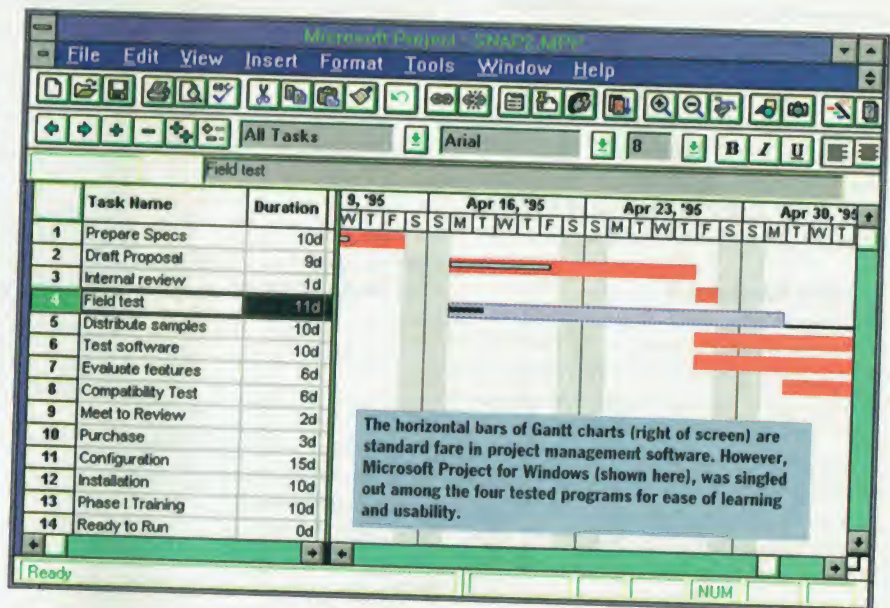 Microsoft Project - SNAP2.MPP
File Edit View Insert Format Tools Window Help
All Tasks Arial 8 B I U
Field test
Task Name Duration 9, '95 Apr 16, '95 Apr 23, '95 Apr 30, '95
W T F S S M T W T F S S M T W T F S S M T W T
1 Prepare Specs 10d
2 Draft Proposal 9d
3 Internal review 1d
4 Field test 11d
5 Distribute samples 10d
6 Test software 10d
7 Evaluate features 6d
8 Compatibility Test 6d
9 Meet to Review 2d
10 Purchase 3d
11 Configuration 15d
12 Installation 10d
13 Phase I Training 10d
14 Ready to Run 0d
The horizontal bars of Gantt charts (right of screen) are
standard fare in project management software. However,
Microsoft Project for Windows (shown here), was singled
out among the four tested programs for ease of learning
and usability.
Ready NUM